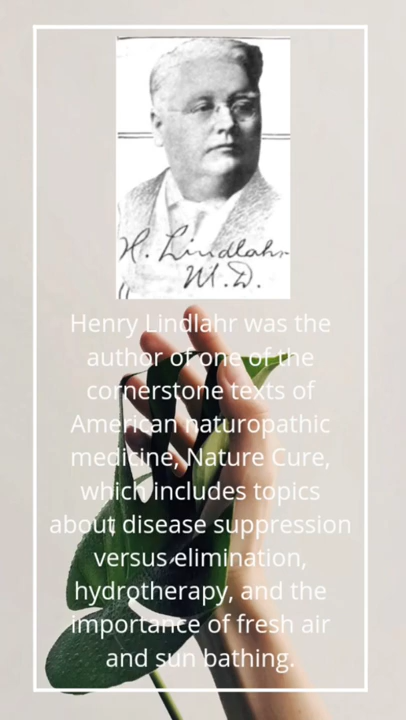 H. Lindlahr
M.D.
Henry Lindlahr was the
author of one of the
cornerstone texts of
American naturopathic
medicine, Nature Cure,
which includes topics
about disease suppression
versus elimination,
hydrotherapy, and the
importance of fresh air
and sun bathing.